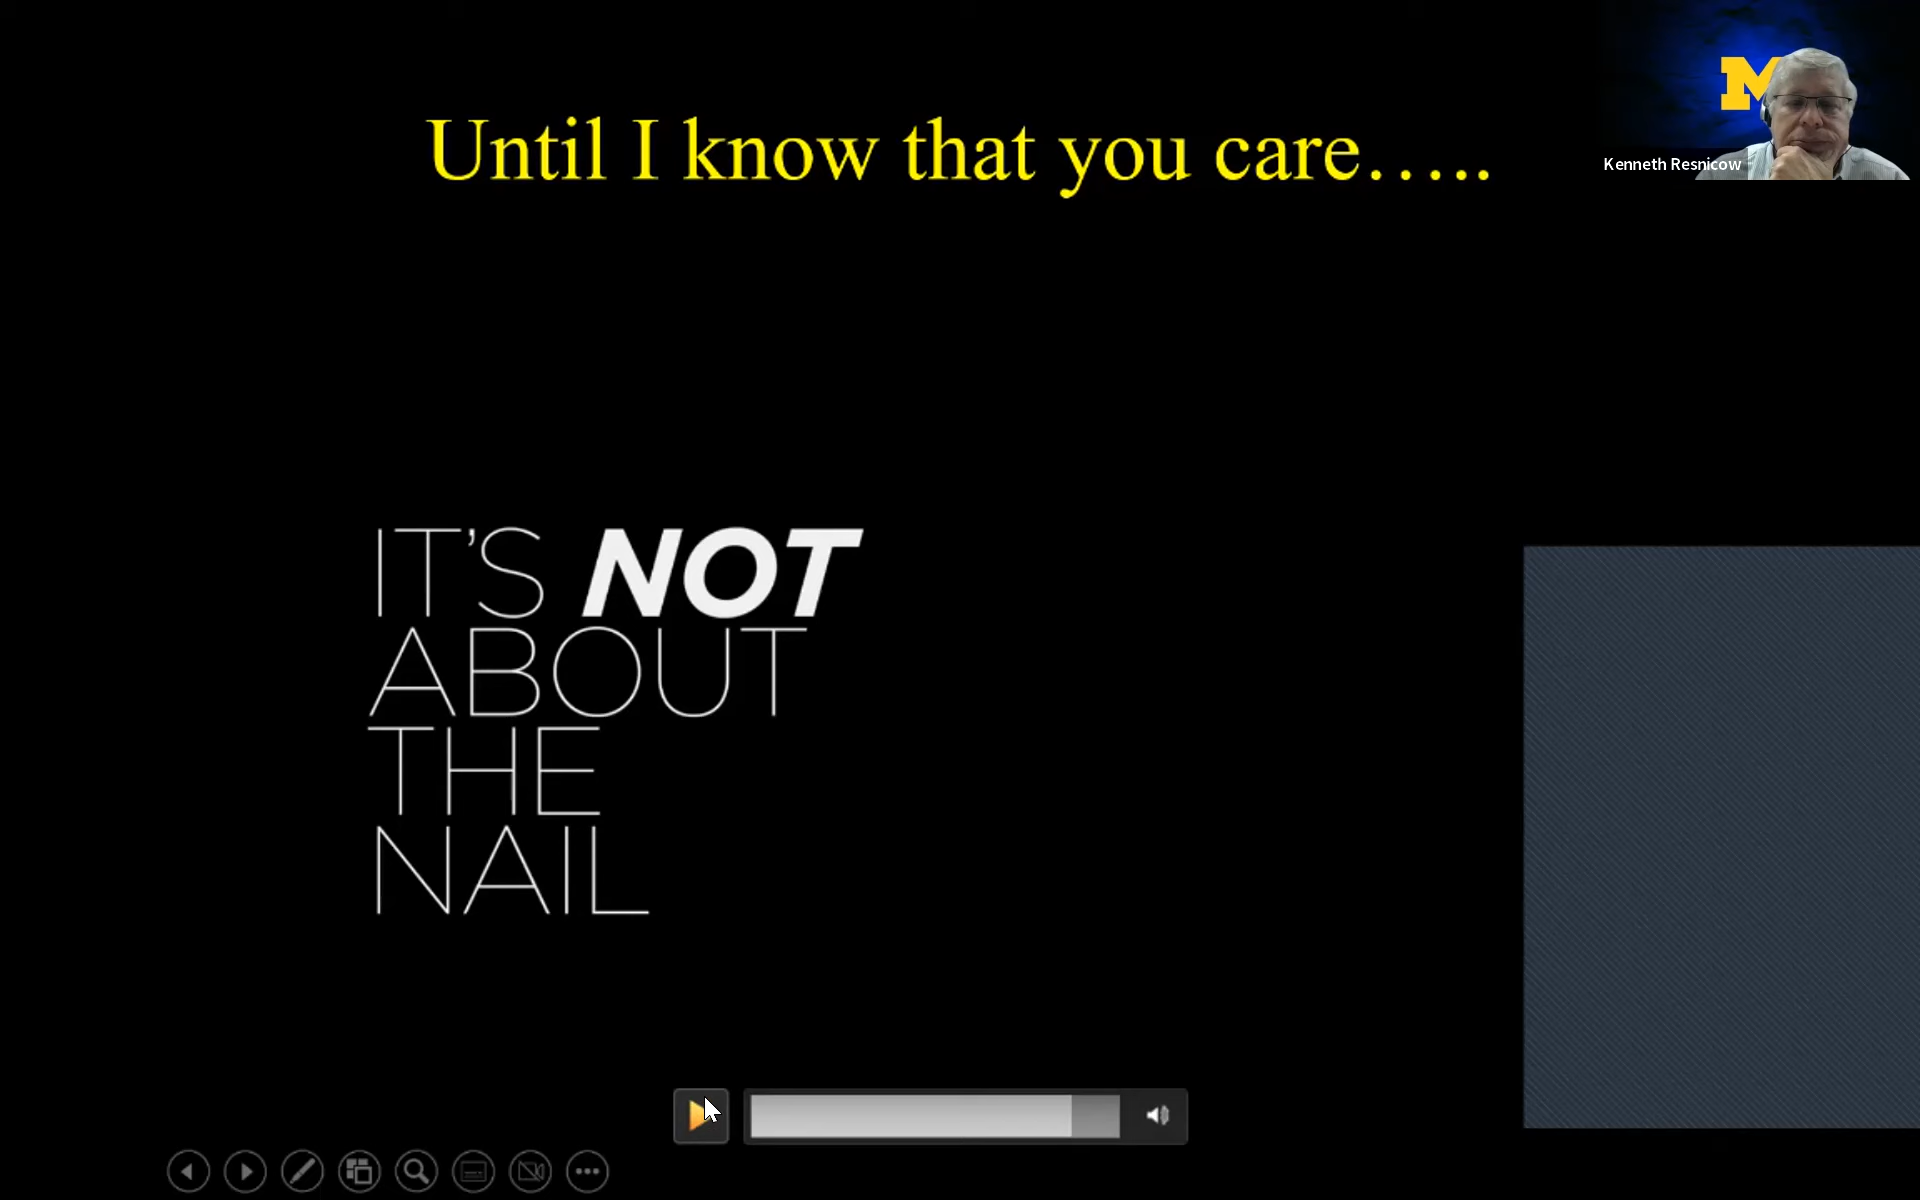 Until I know that you care.....
M
Kenneth Resnicow
IT'S NOT
ABOUT
THE
NAIL